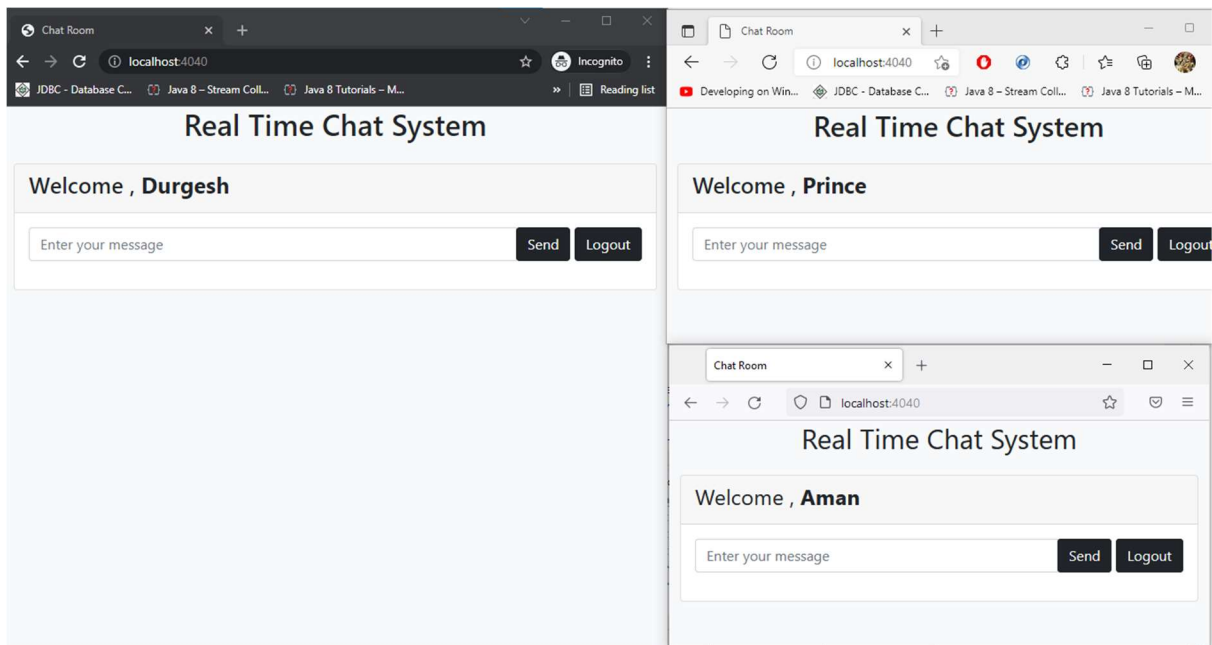 Chat Room
localhost:4040
Incognito
JDBC - Database C...
Java 8 – Stream Coll...
Java 8 Tutorials – M...
»
Reading list
Real Time Chat System
Welcome , Durgesh
Enter your message
Send
Logout
Chat Room
localhost:4040
Developing on Win...
JDBC - Database C...
Java 8 – Stream Coll...
Java 8 Tutorials – M...
Real Time Chat System
Welcome , Prince
Enter your message
Send
Logout
Chat Room
localhost:4040
Real Time Chat System
Welcome , Aman
Enter your message
Send
Logout